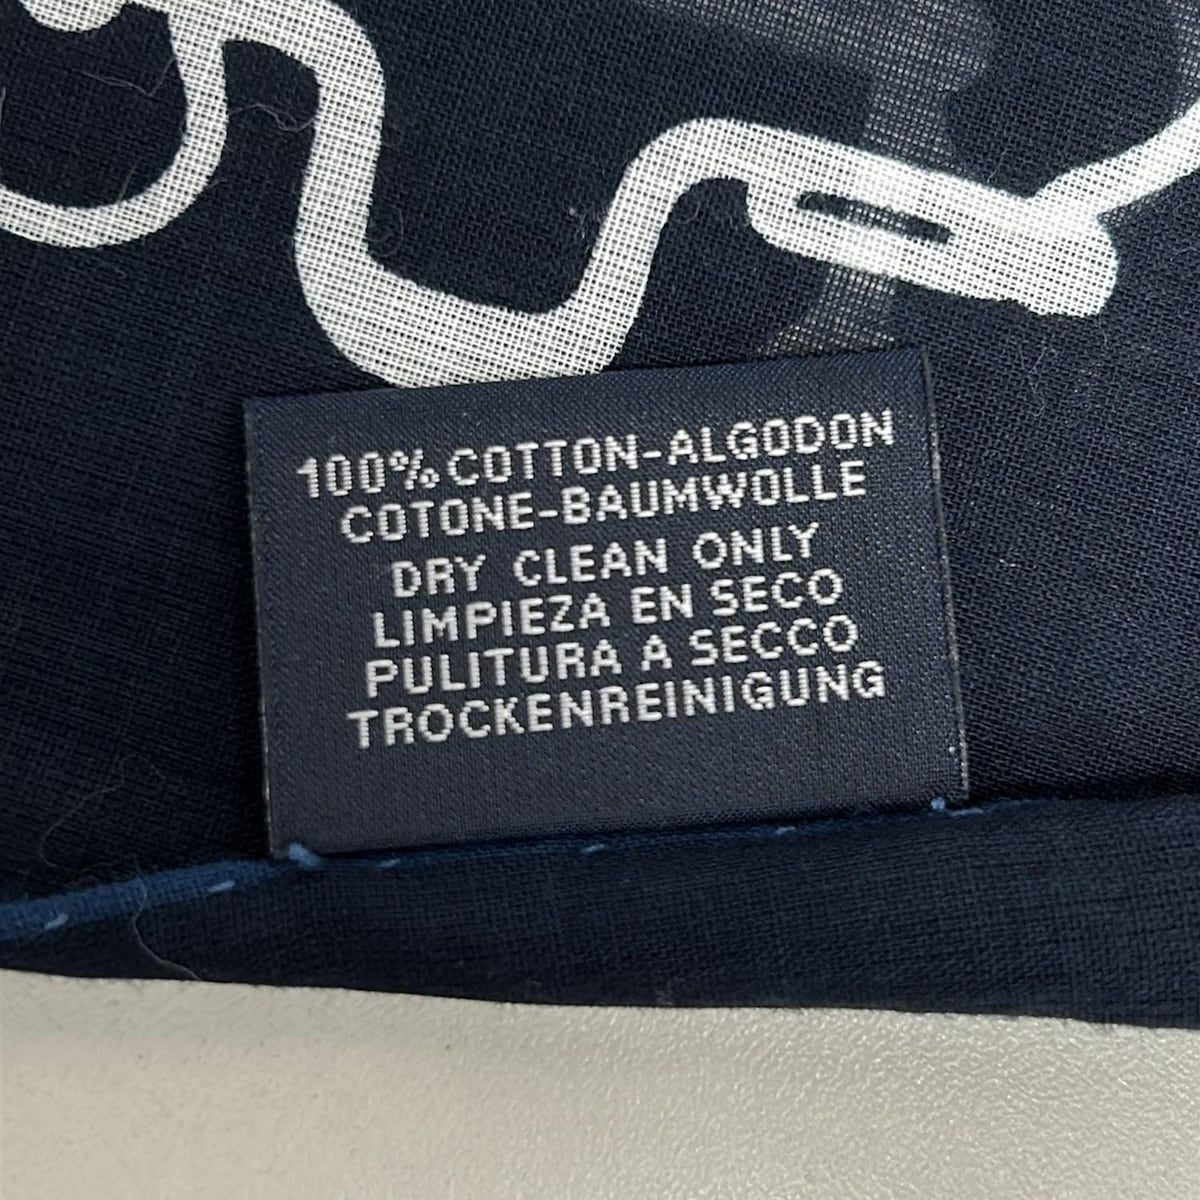 100% COTTON-ALGODON
COTONE-BAUMWOLLE
DRY CLEAN ONLY
LIMPIEZA EN SECO
PULITURA A SECCO
TROCKENREINIGUNG